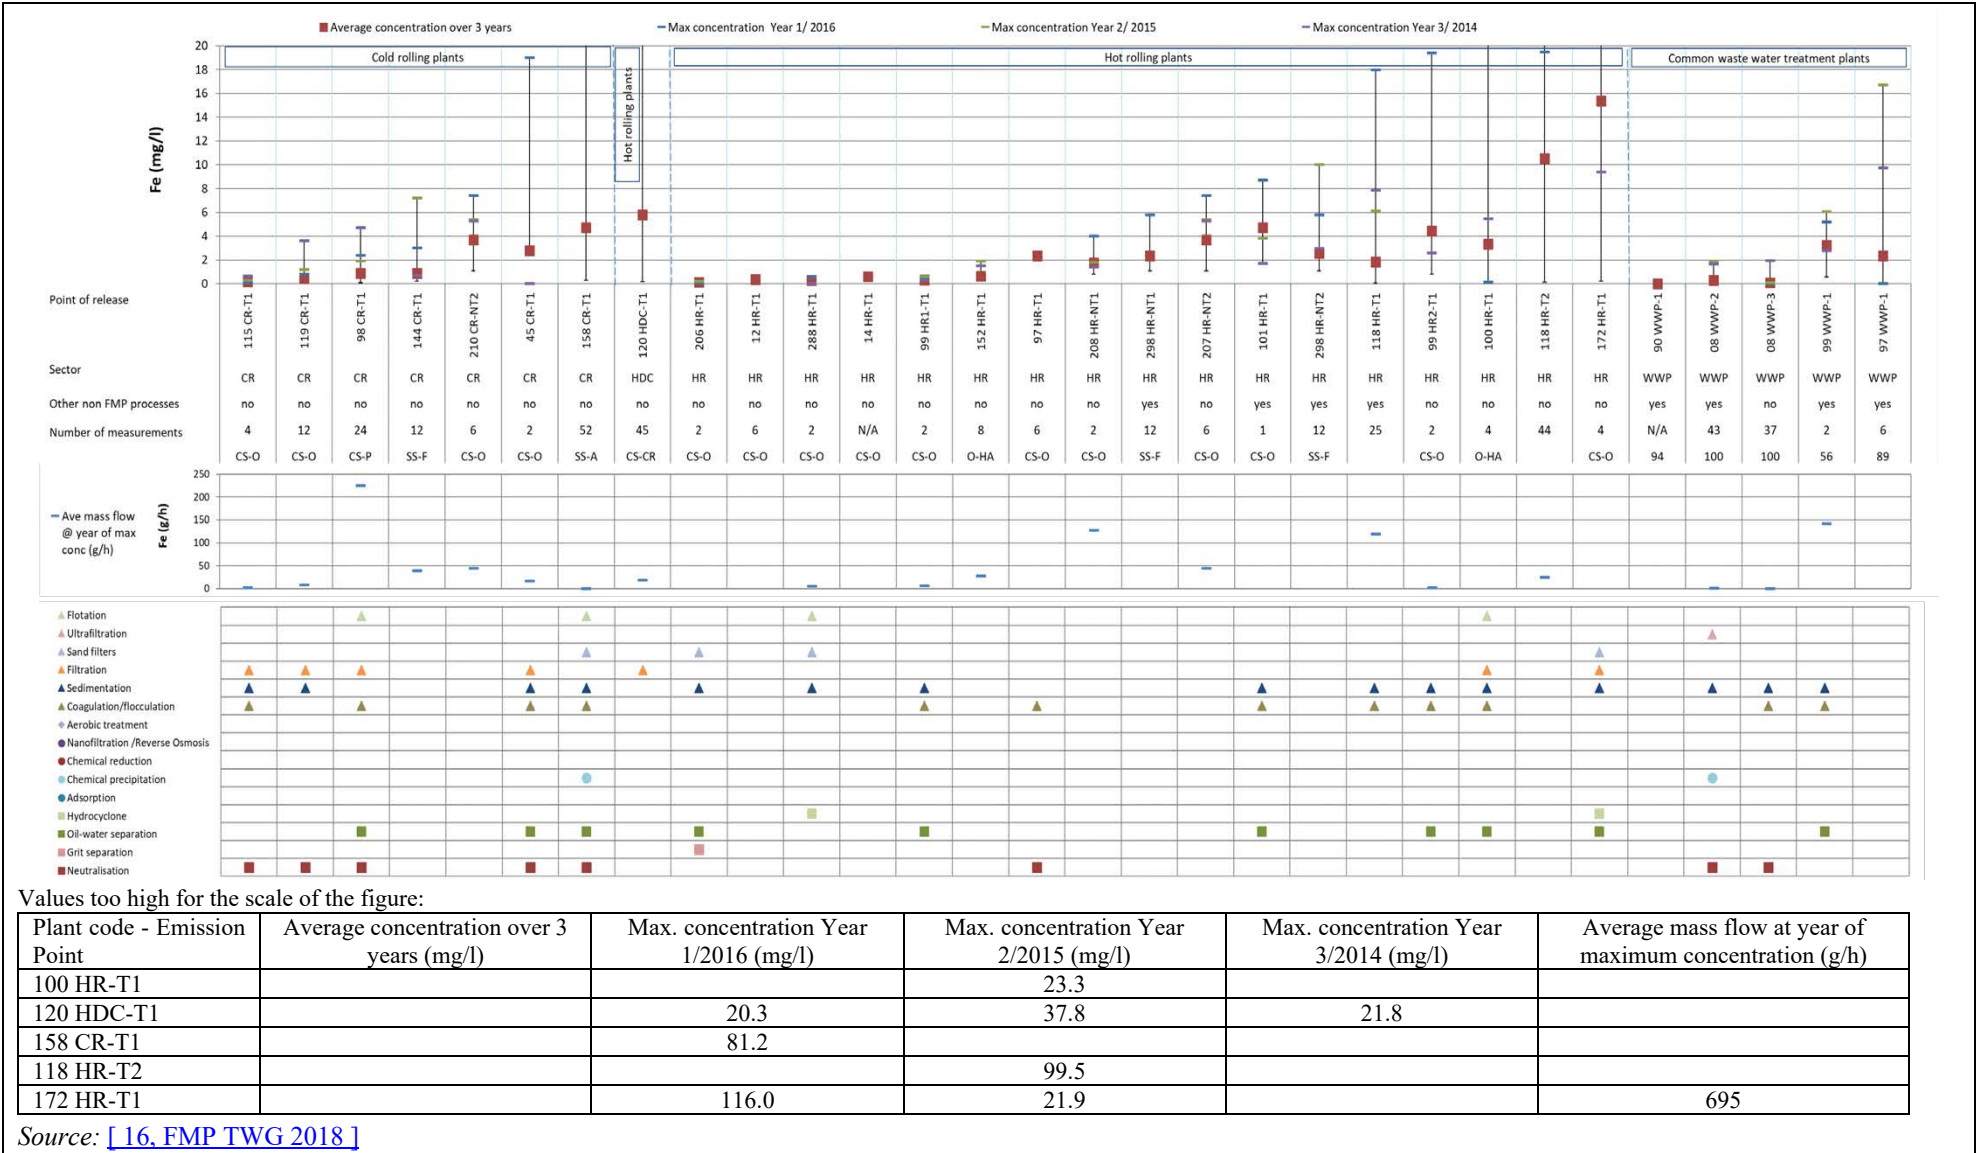 Average concentration over 3 years Max concentration Year 1/ 2016 Max concentration Year 2/ 2015 Max concentration Year 3/ 2014
Cold rolling plants Hot rolling plants Hot rolling plants Common waste water treatment plants
Fe (mg/l)
20
18
16
14
12
10
8
6
4
2
0
Point of release 115 CR-T1 119 CR-T1 98 CR-T1 144 CR-T1 210 CR-NT2 45 CR-T1 158 CR-T1 120 HDC-T1 206 HR-T1 12 HR-T1 288 HR-T1 14 HR-T1 99 HR1-T1 152 HR-T1 97 HR-T1 208 HR-NT1 298 HR-NT1 207 HR-NT2 101 HR-T1 298 HR-NT2 118 HR-T1 99 HR2-T1 100 HR-T1 118 HR-T2 172 HR-T1 90 WWP-1 08 WWP-2 08 WWP-3 99 WWP-1 97 WWP-1
Sector CR CR CR CR CR CR CR HDC HR HR HR HR HR HR HR HR HR HR HR HR HR HR HR HR HR WWP WWP WWP WWP WWP
Other non FMP processes no no no no no no no no no no no no no no no no yes no yes yes yes no no no no yes yes no yes yes
Number of measurements 4 12 24 12 6 2 52 45 2 6 2 N/A 2 8 6 2 12 6 1 12 25 2 4 44 4 N/A 43 37 2 6
CS-O CS-O CS-P SS-F CS-O CS-O SS-A CS-CR CS-O CS-O CS-O CS-O CS-O O-HA CS-O CS-O SS-F CS-O CS-O SS-F CS-O O-HA CS-O 94 100 100 56 89
Ave mass flow
@ year of max
conc (g/h)
Fe (g/h)
250
200
150
100
50
0
Flotation
Ultrafiltration
Sand filters
Filtration
Sedimentation
Coagulation/flocculation
Aerobic treatment
Nanofiltration /Reverse Osmosis
Chemical reduction
Chemical precipitation
Adsorption
Hydrocyclone
Oil-water separation
Grit separation
Neutralisation
Values too high for the scale of the figure:
Plant code - Emission Average concentration over 3 Max. concentration Year Max. concentration Year Max. concentration Year Average mass flow at year of
Point years (mg/l) 1/2016 (mg/l) 2/2015 (mg/l) 3/2014 (mg/l) maximum concentration (g/h)
100 HR-T1 23.3
120 HDC-T1 20.3 37.8 21.8
158 CR-T1 81.2
118 HR-T2 99.5
172 HR-T1 116.0 21.9 695
Source: [ 16, FMP TWG 2018 ]